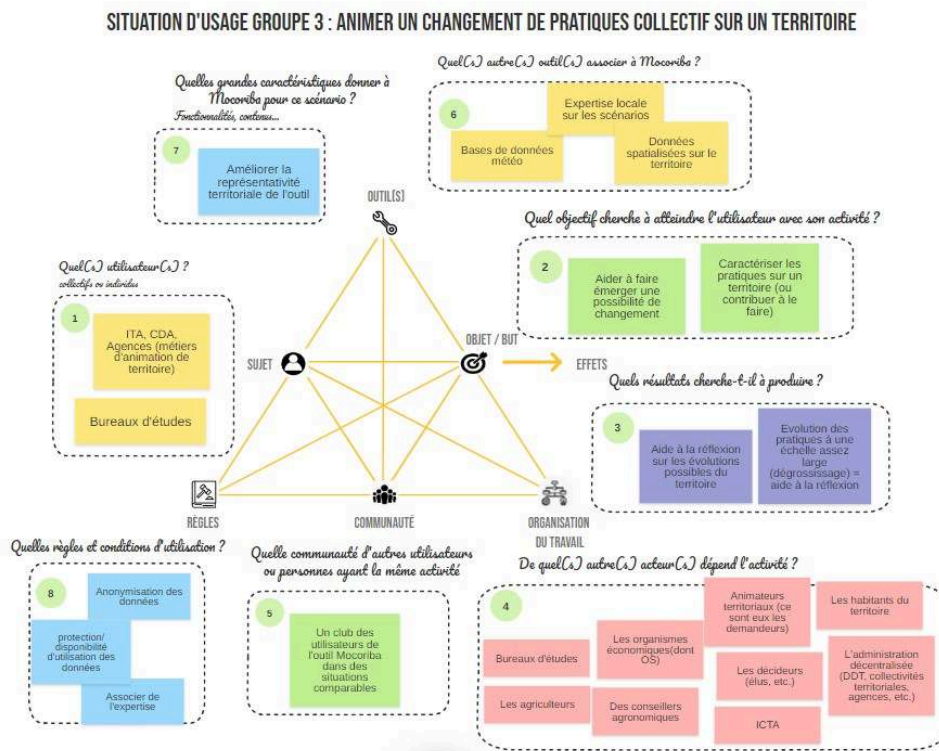 SITUATION D'USAGE GROUPE 3 : ANIMER UN CHANGEMENT DE PRATIQUES COLLECTIF SUR UN TERRITOIRE
Quelles grandes caractéristiques donner à
Mocoriba pour ce scénario ?
Fonctionnalités, contenus...
7
Améliorer la
représentativité
territoriale de l'outil
Quel(s) autre(s) outil(s) associer à Mocoriba ?
6
Expertise locale
sur les scénarios
Bases de données
météo
Données
spatialisées sur le
territoire
OUTIL(S)
Quel objectif cherche à atteindre l'utilisateur avec son activité ?
2
Aider à faire
émerger une
possibilité de
changement
Caractériser les
pratiques sur un
territoire (ou
contribuer à le
faire)
Quel(s) utilisateur(s) ?
collectifs ou individus
1
ITA, CDA,
Agences (métiers
d'animation de
territoire)
Bureaux d'études
SUJET
OBJET / BUT
EFFETS
Quels résultats cherche-t-il à produire ?
3
Aide à la réflexion
sur les évolutions
possibles du
territoire
Evolution des
pratiques à une
échelle assez
large
(dégrossissage) =
aide à la réflexion
RÈGLES
COMMUNAUTÉ
ORGANISATION
DU TRAVAIL
Quelles règles et conditions d'utilisation ?
8
Anonymisation des
données
protection/
disponibilité
d'utilisation des
données
Associer de
l'expertise
Quelle communauté d'autres utilisateurs
ou personnes ayant la même activité
5
Un club des
utilisateurs de
l'outil Mocoriba
dans des
situations
comparables
De quel(s) autre(s) acteur(s) dépend l'activité ?
4
Bureaux d'études
Les agriculteurs
Les organismes
économiques(dont
OS)
Des conseillers
agronomiques
Animateurs
territoriaux (ce
sont eux les
demandeurs)
Les décideurs
(élus, etc.)
ICTA
Les habitants du
territoire
L'administration
décentralisée
(DDT, collectivités
territoriales,
agences, etc.)